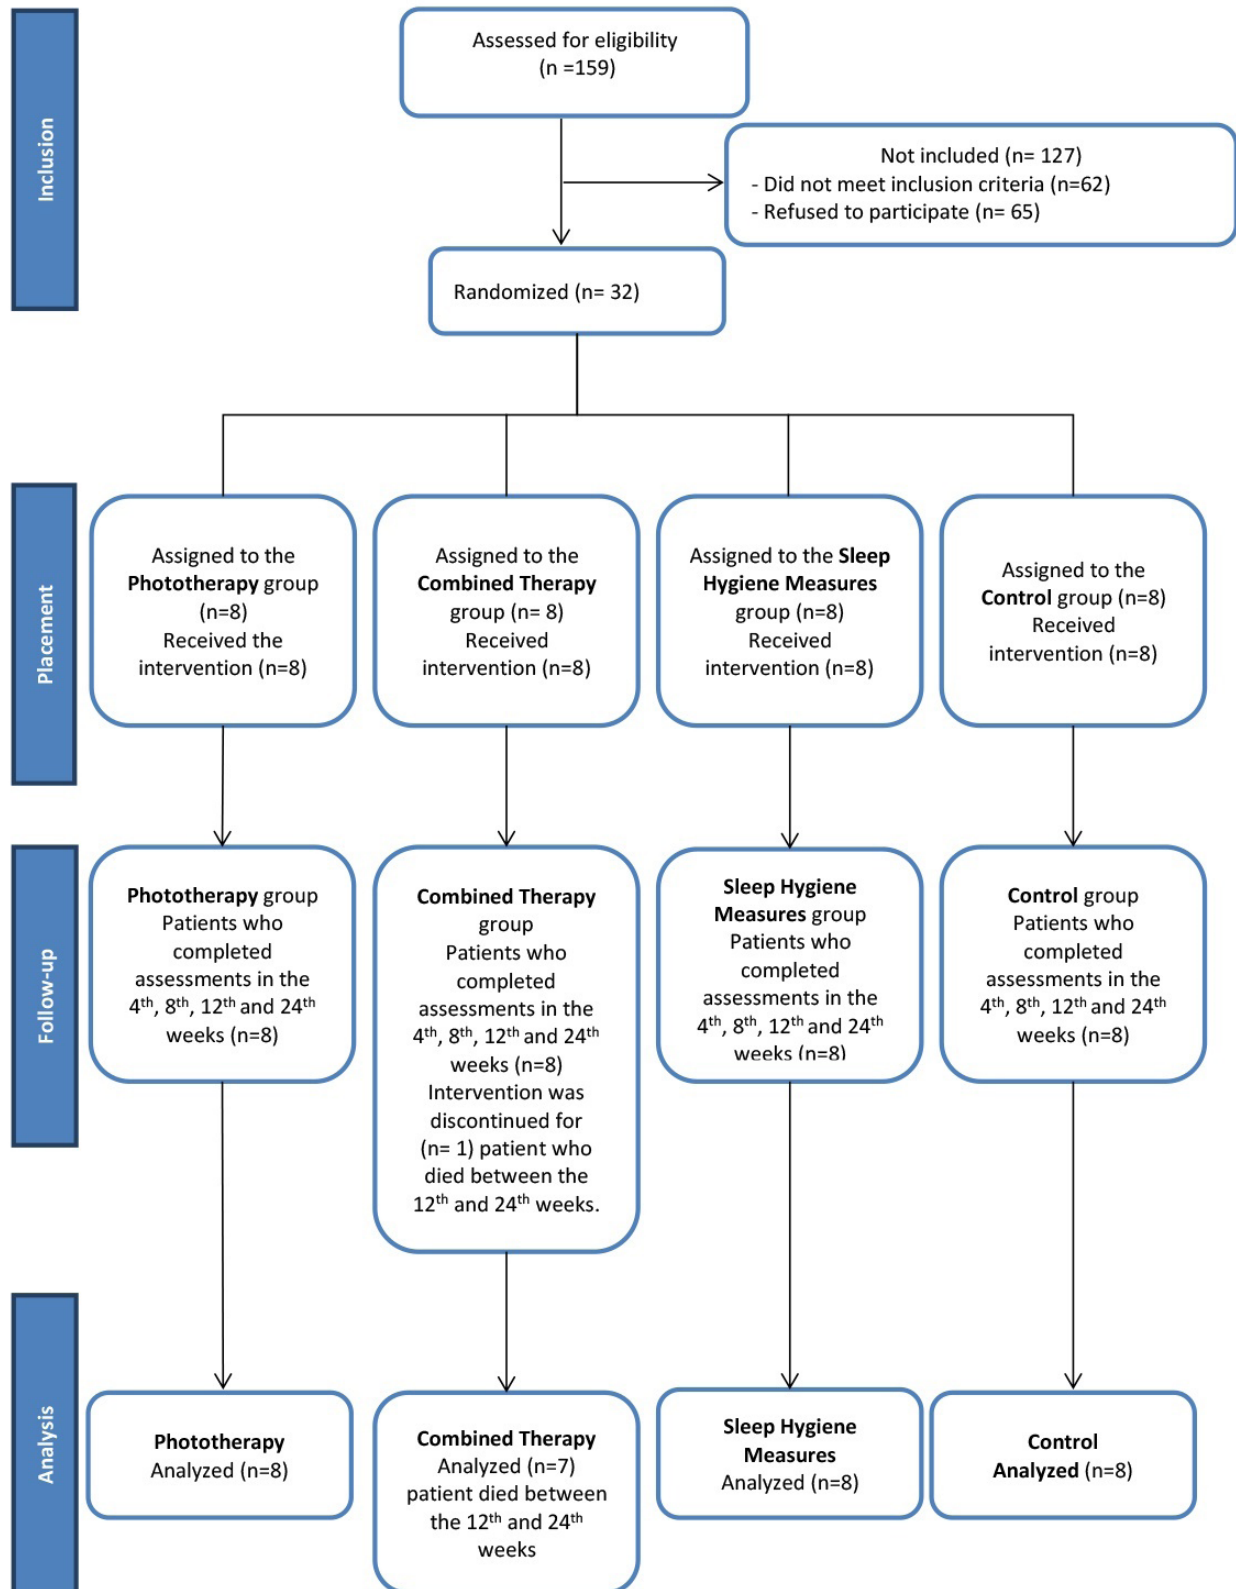 Inclusion
Assessed for eligibility
(n =159)
Not included (n= 127)
- Did not meet inclusion criteria (n=62)
- Refused to participate (n= 65)
Randomized (n= 32)
Placement
Assigned to the
Phototherapy group
(n=8)
Received the
intervention (n=8)
Assigned to the
Combined Therapy
group (n= 8)
Received
intervention (n=8)
Assigned to the Sleep
Hygiene Measures
group (n=8)
Received
intervention (n=8)
Assigned to the
Control group (n=8)
Received
intervention (n=8)
Follow-up
Phototherapy group
Patients who
completed
assessments in the
4th, 8th, 12th and 24th
weeks (n=8)
Combined Therapy
group
Patients who
completed
assessments in the
4th, 8th, 12th and 24th
weeks (n=8)
Intervention was
discontinued for
(n= 1) patient who
died between the
12th and 24th weeks.
Sleep Hygiene
Measures group
Patients who
completed
assessments in the
4th, 8th, 12th and 24th
weeks (n=8)
Control group
Patients who
completed
assessments in the
4th, 8th, 12th and 24th
weeks (n=8)
Analysis
Phototherapy
Analyzed (n=8)
Combined Therapy
Analyzed (n=7)
patient died between
the 12th and 24th
weeks
Sleep Hygiene
Measures
Analyzed (n=8)
Control
Analyzed (n=8)